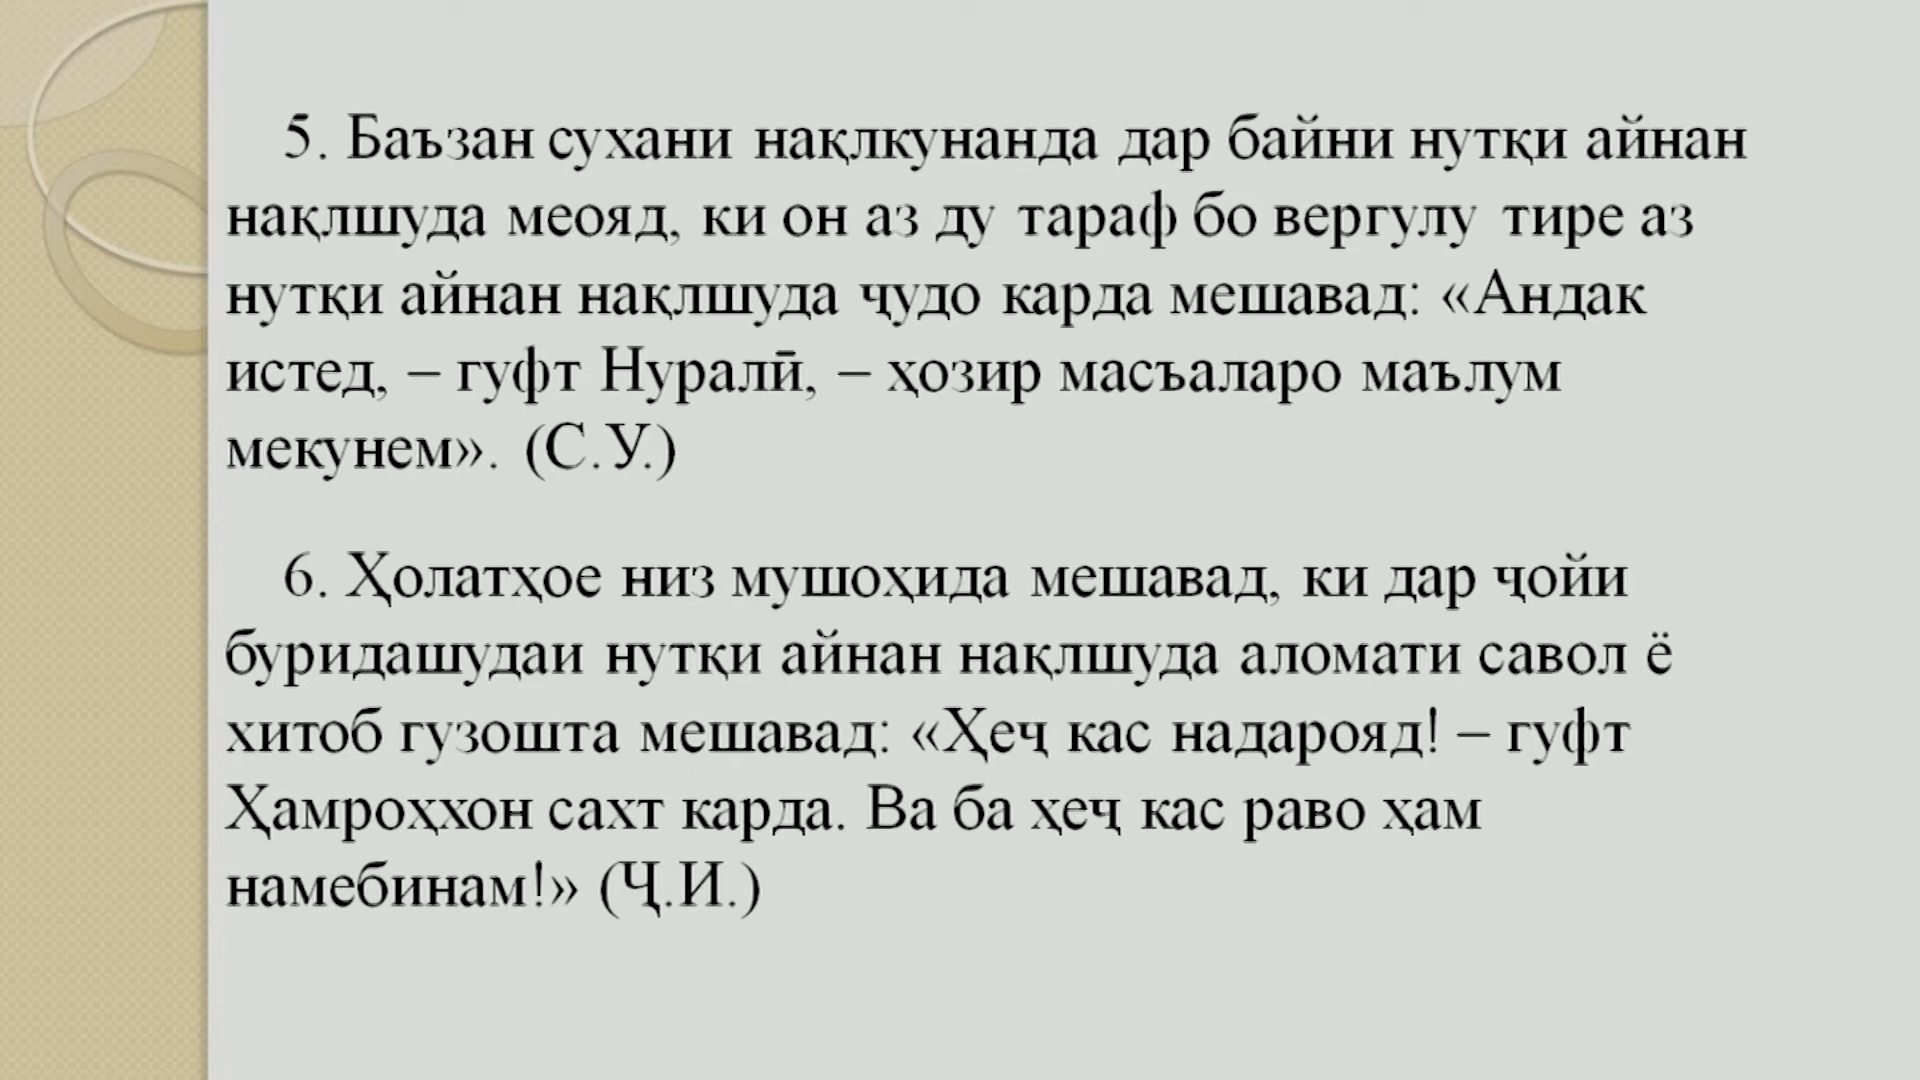 5. Баъзан сухани нақлкунанда дар байни нутқи айнан
нақлшуда меояд, ки он аз ду тараф бо вергулу тире аз
нутқи айнан нақлшуда ҷудо карда мешавад: «Андак
истед, – гуфт Нуралӣ, – ҳозир масъаларо маълум
мекунем». (С.У.)
6. Ҳолатҳое низ мушоҳида мешавад, ки дар ҷойи
буридашудаи нутқи айнан нақлшуда аломати савол ё
хитоб гузошта мешавад: «Ҳеҷ кас надарояд! – гуфт
Ҳамроҳхон сахт карда. Ва ба ҳеҷ кас раво ҳам
намебинам!» (Ҷ.И.)